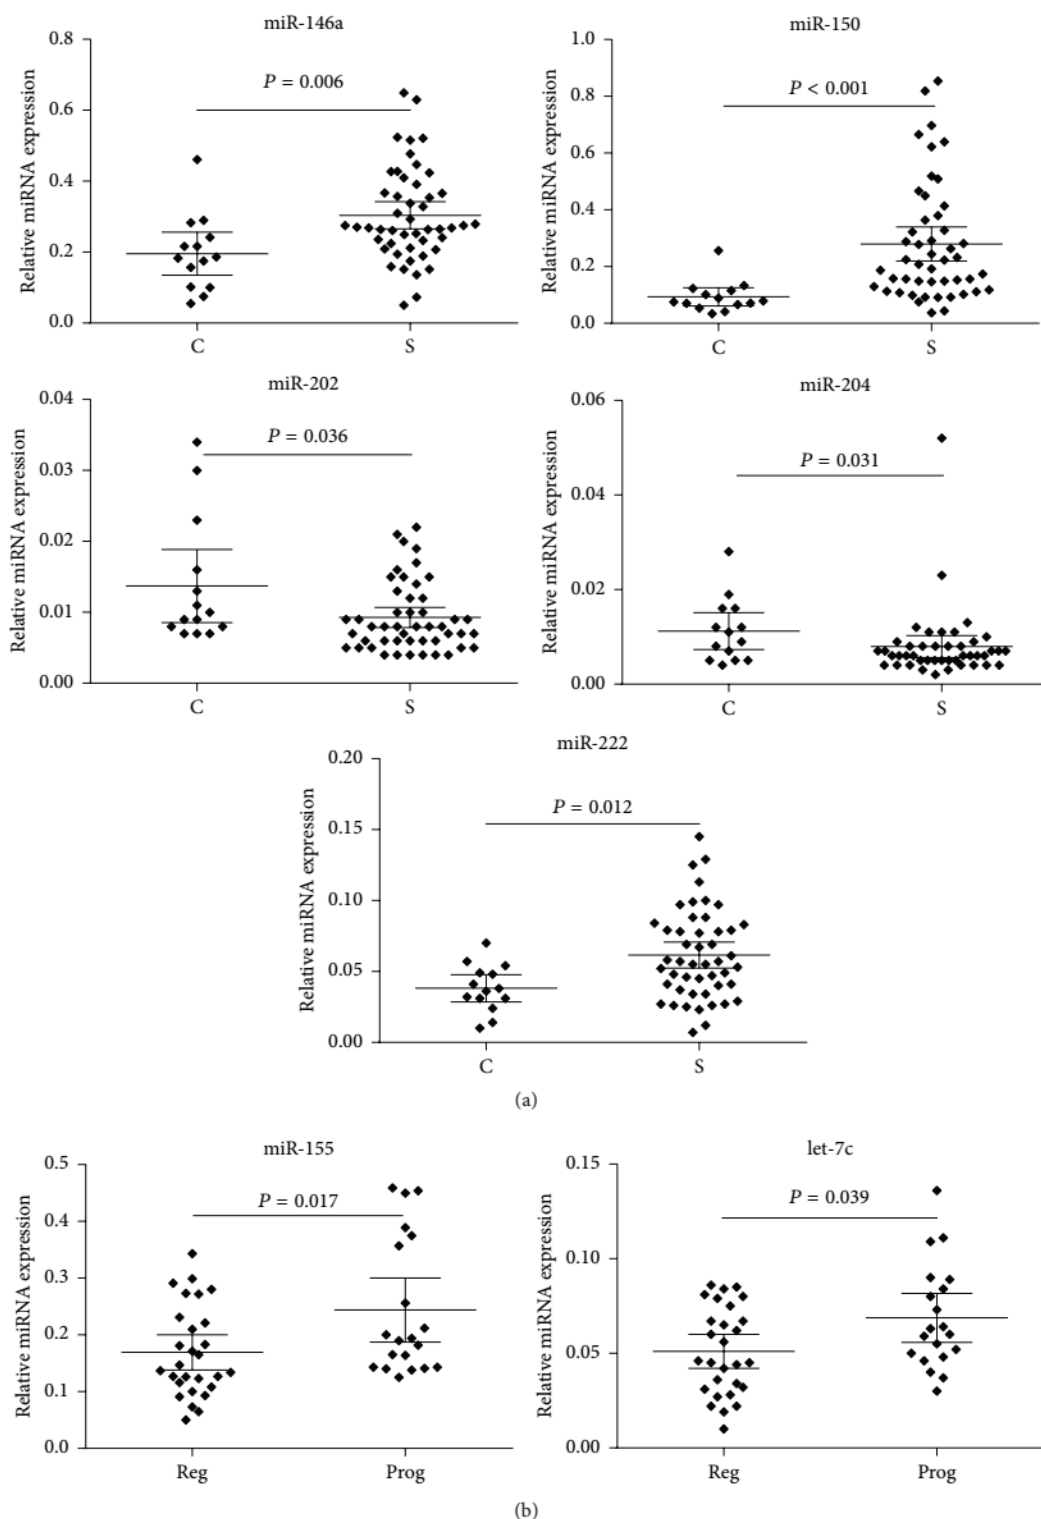 miR-146a
Relative miRNA expression
0.8
0.6
0.4
0.2
0.0
P = 0.006
C
S
miR-150
Relative miRNA expression
1.0
0.8
0.6
0.4
0.2
0.0
P < 0.001
C
S
miR-202
Relative miRNA expression
0.04
0.03
0.02
0.01
0.00
P = 0.036
C
S
miR-204
Relative miRNA expression
0.06
0.04
0.02
0.00
P = 0.031
C
S
miR-222
Relative miRNA expression
0.20
0.15
0.10
0.05
0.00
P = 0.012
C
S
(a)
miR-155
Relative miRNA expression
0.5
0.4
0.3
0.2
0.1
0.0
P = 0.017
Reg
Prog
let-7c
Relative miRNA expression
0.15
0.10
0.05
0.00
P = 0.039
Reg
Prog
(b)